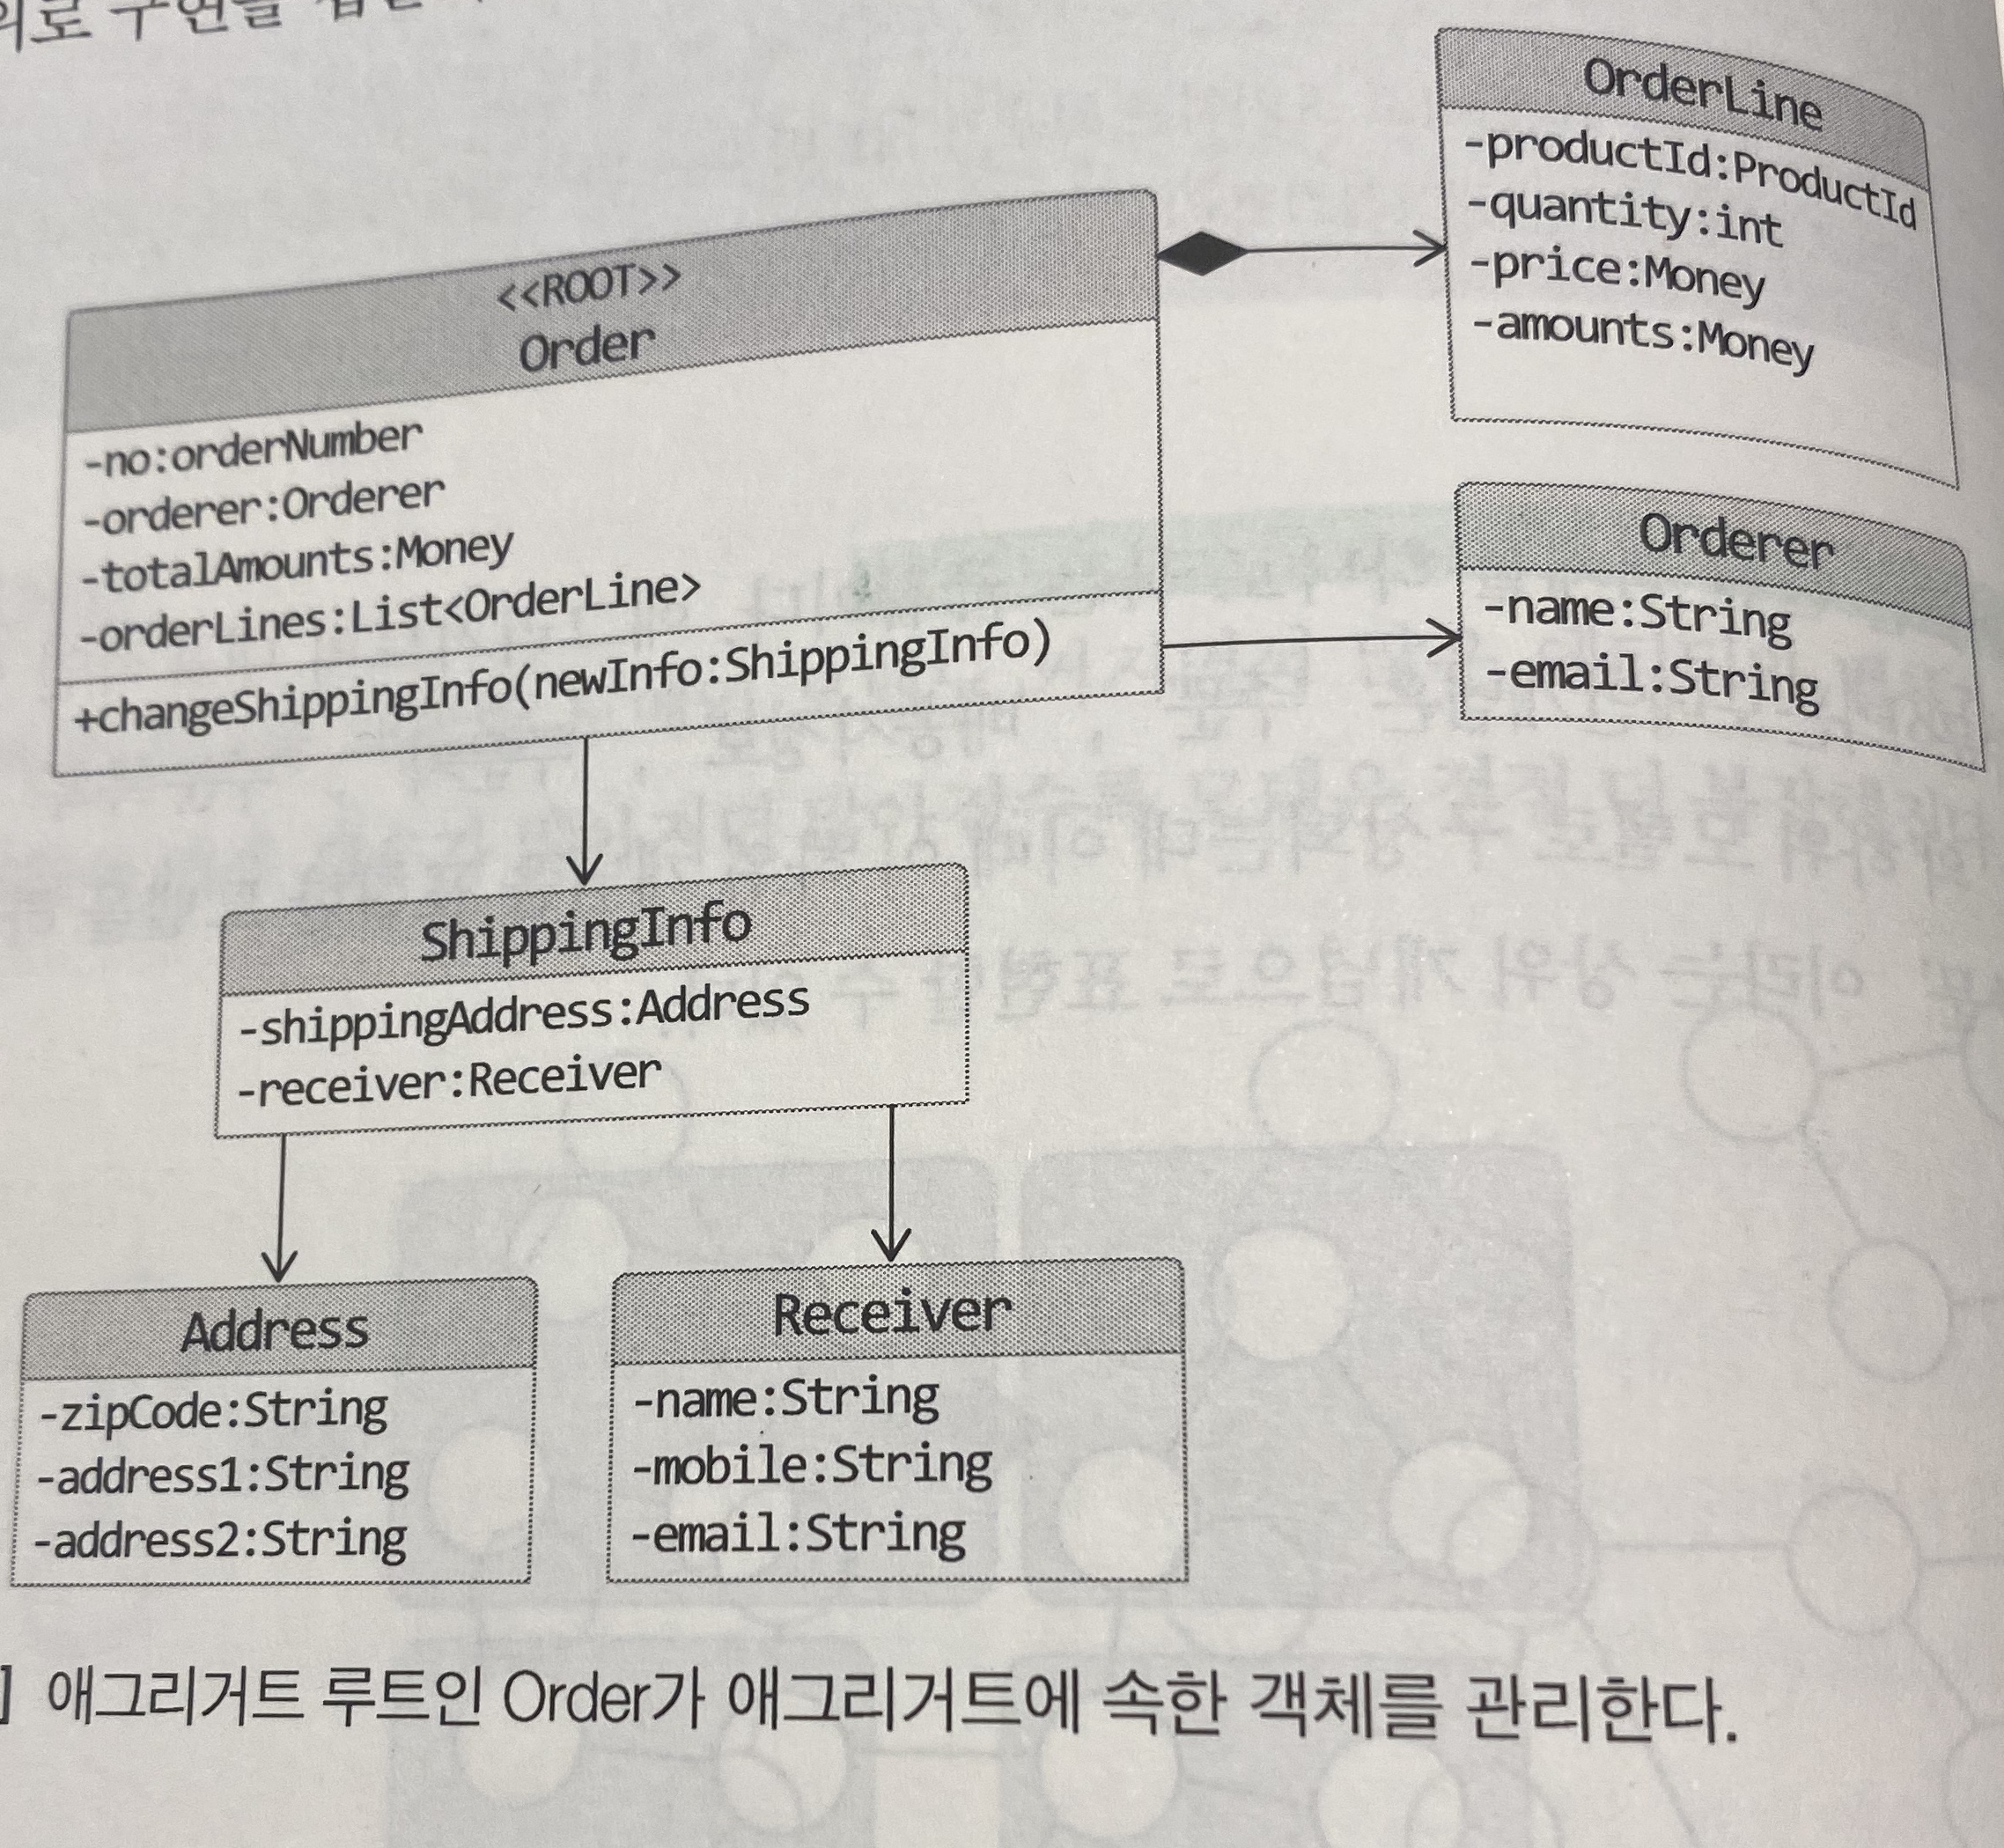 <<ROOT>>
Order
-no:orderNumber
-orderer:Orderer
-totalAmounts:Money
-orderLines:List<OrderLine>
+changeShippingInfo(newInfo:ShippingInfo)
OrderLine
-productId:ProductId
-quantity:int
-price:Money
-amounts:Money
Orderer
-name:String
-email:String
ShippingInfo
-shippingAddress:Address
-receiver:Receiver
Address
-zipCode:String
-address1:String
-address2:String
Receiver
-name:String
-mobile:String
-email:String
] 애그리거트 루트인 Order가 애그리거트에 속한 객체를 관리한다.